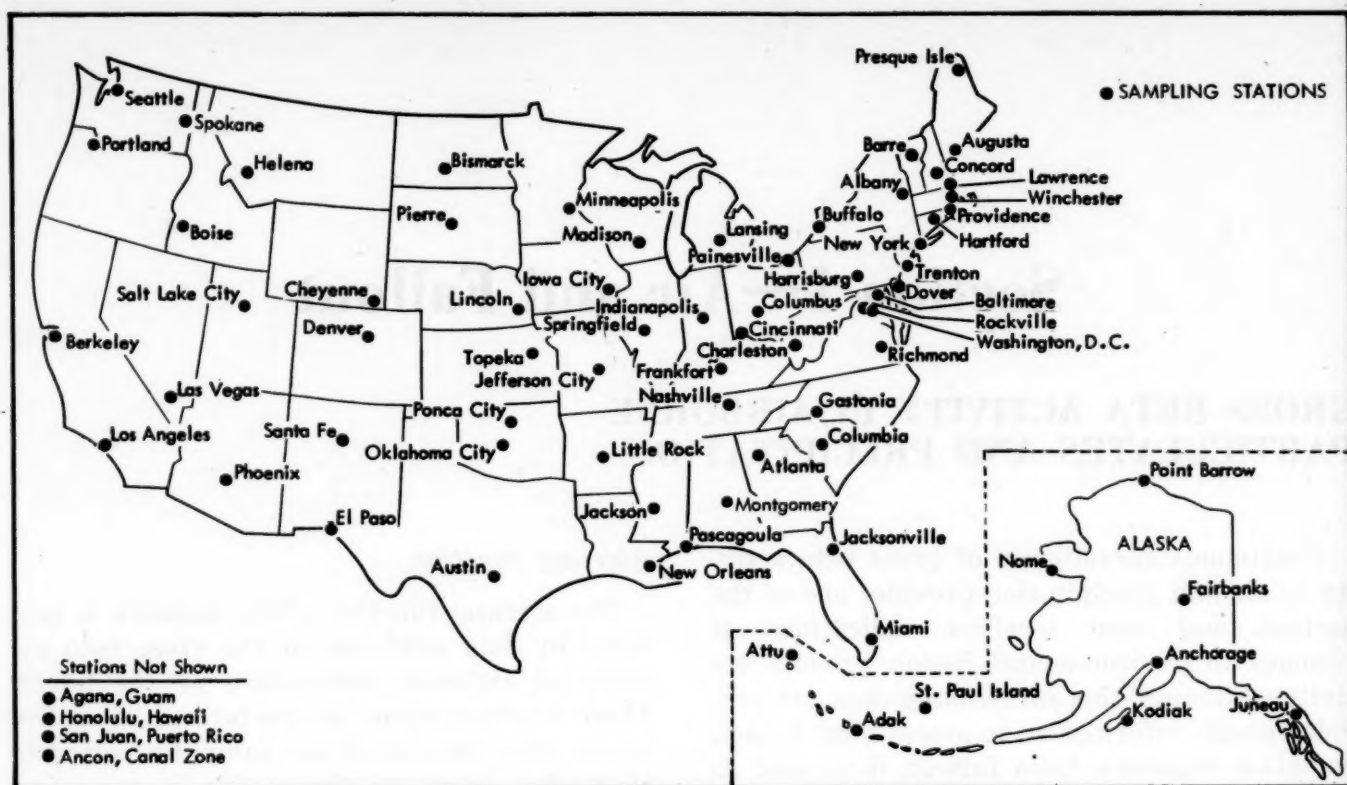 Presque Isle
SAMPLING STATIONS
Seattle
Spokane
Portland
Helena
Bismarck
Barre
Augusta
Concord
Lawrence
Albany
Winchester
Minneapolis
Pierre
Buffalo
Providence
Boise
Madison
Lansing
New York
Hartford
Painesville
Trenton
Iowa City
Harrisburg
Dover
Salt Lake City
Cheyenne
Lincoln
Indianapolis
Columbus
Baltimore
Denver
Springfield
Cincinnati
Rockville
Berkeley
Charleston
Washington, D.C.
Topeka
Richmond
Jefferson City
Frankfort
Las Vegas
Nashville
Ponca City
Gastonia
Los Angeles
Santa Fe
Columbia
Oklahoma City
Little Rock
Atlanta
Phoenix
Point Barrow
Montgomery
Jackson
El Paso
Pascagoula
Jacksonville
ALASKA
Nome
Austin
New Orleans
Fairbanks
Miami
Attu
Anchorage
Stations Not Shown
St. Paul Island
Agana, Guam
Honolulu, Hawaii
Adak
Kodiak
Juneau
San Juan, Puerto Rico
Ancon, Canal Zone